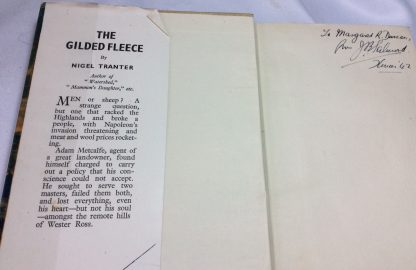 THE
GILDED FLEECE
By
NIGEL TRANTER
Author of
"Watershed,"
"Mammon's Daughter," etc.
MEN or sheep? A
strange question,
but one that racked the
Highlands and broke a
people, with Napoleon's
invasion threatening and
meat and wool prices rocket-
ing.
Adam Metcalfe, agent of
a great landowner, found
himself charged to carry
out a policy that his con-
science could not accept.
He sought to serve two
masters, failed them both,
and lost everything, even
his heart—but not his soul
—amongst the remote hills
of Wester Ross.
To Margaret R. Duncan,
from J.
Xmas 42